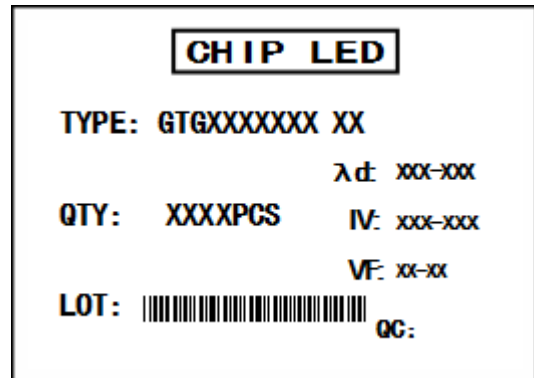 CHIP LED
TYPE: GTGXXXXXXX XX
λd: XXX-XXX
QTY: XXXXPCS IV: XXX-XXX
VF: XX-XX
LOT:
QC: